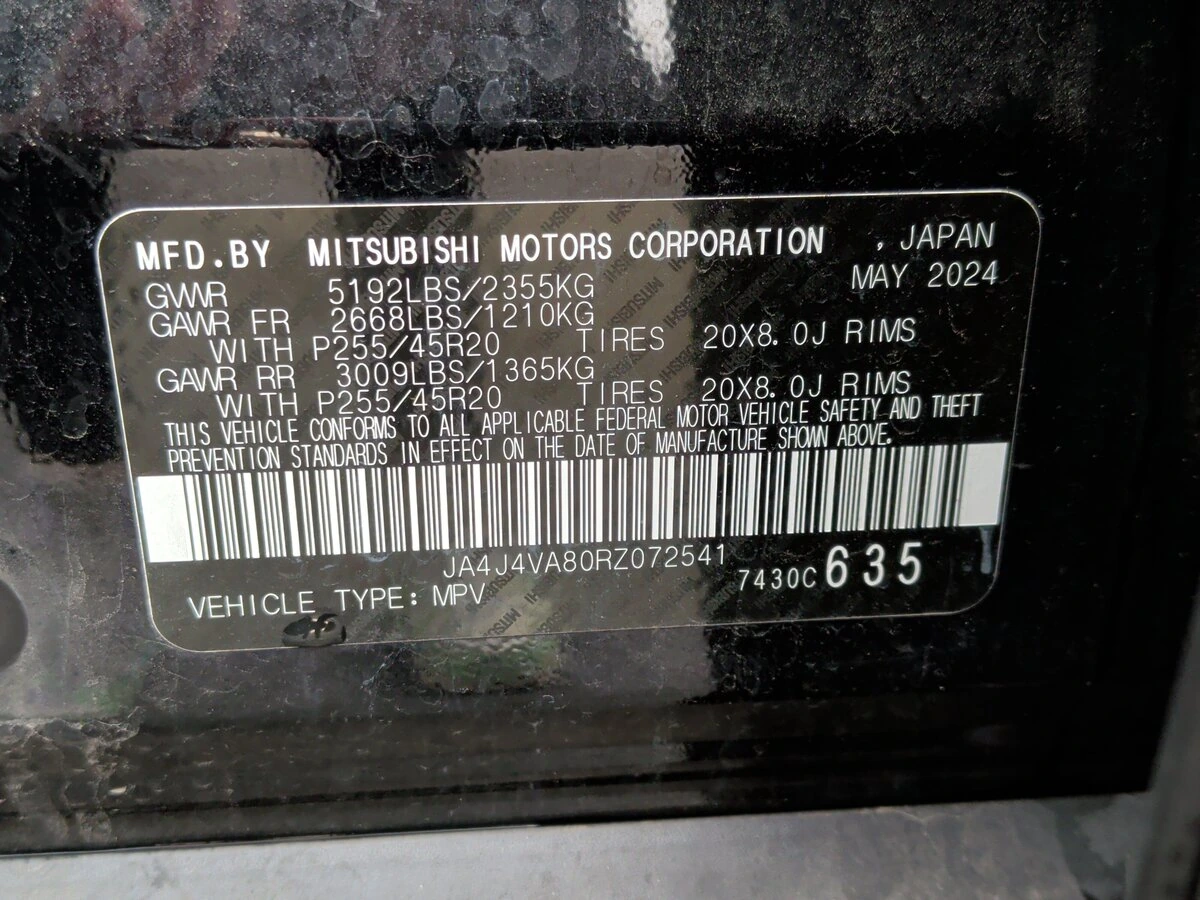 MFD.BY MITSUBISHI MOTORS CORPORATION , JAPAN
GVWR 5192LBS/2355KG MAY 2024
GAWR FR 2668LBS/1210KG
WITH P255/45R20 TIRES 20X8.0J RIMS
GAWR RR 3009LBS/1365KG
WITH P255/45R20 TIRES 20X8.0J RIMS
THIS VEHICLE CONFORMS TO ALL APPLICABLE FEDERAL MOTOR VEHICLE SAFETY AND THEFT
PREVENTION STANDARDS IN EFFECT ON THE DATE OF MANUFACTURE SHOWN ABOVE.
JA4J4VA80RZ072541
VEHICLE TYPE: MPV 7430C 635